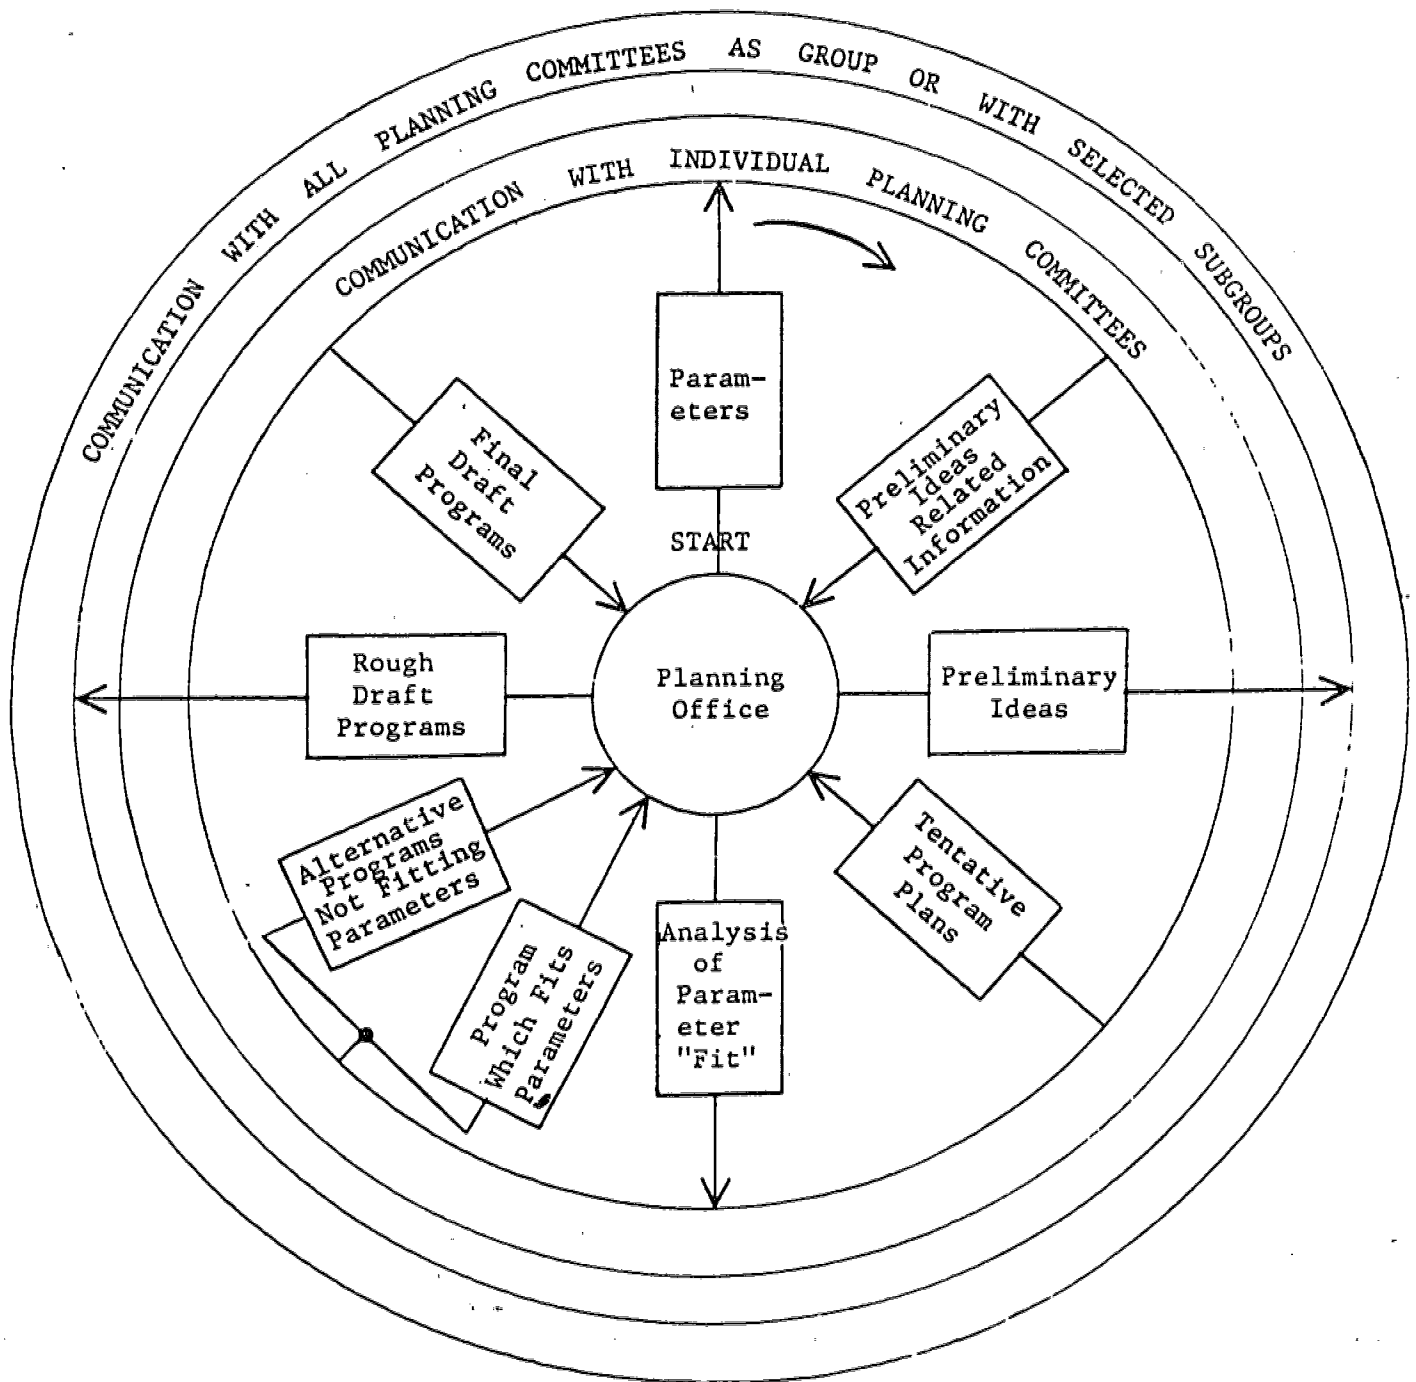 COMMUNICATION WITH ALL PLANNING COMMITTEES AS GROUP OR WITH SELECTED SUBGROUPS
COMMUNICATION WITH INDIVIDUAL PLANNING COMMITTEES
Param-
eters
START
Preliminary
Ideas
Related
Information
Preliminary
Ideas
Tentative
Program
Plans
Analysis
of
Param-
eter
"Fit"
Program
Which Fits
Parameters
Alternative
Programs
Not Fitting
Parameters
Rough
Draft
Programs
Final
Draft
Programs
Planning
Office